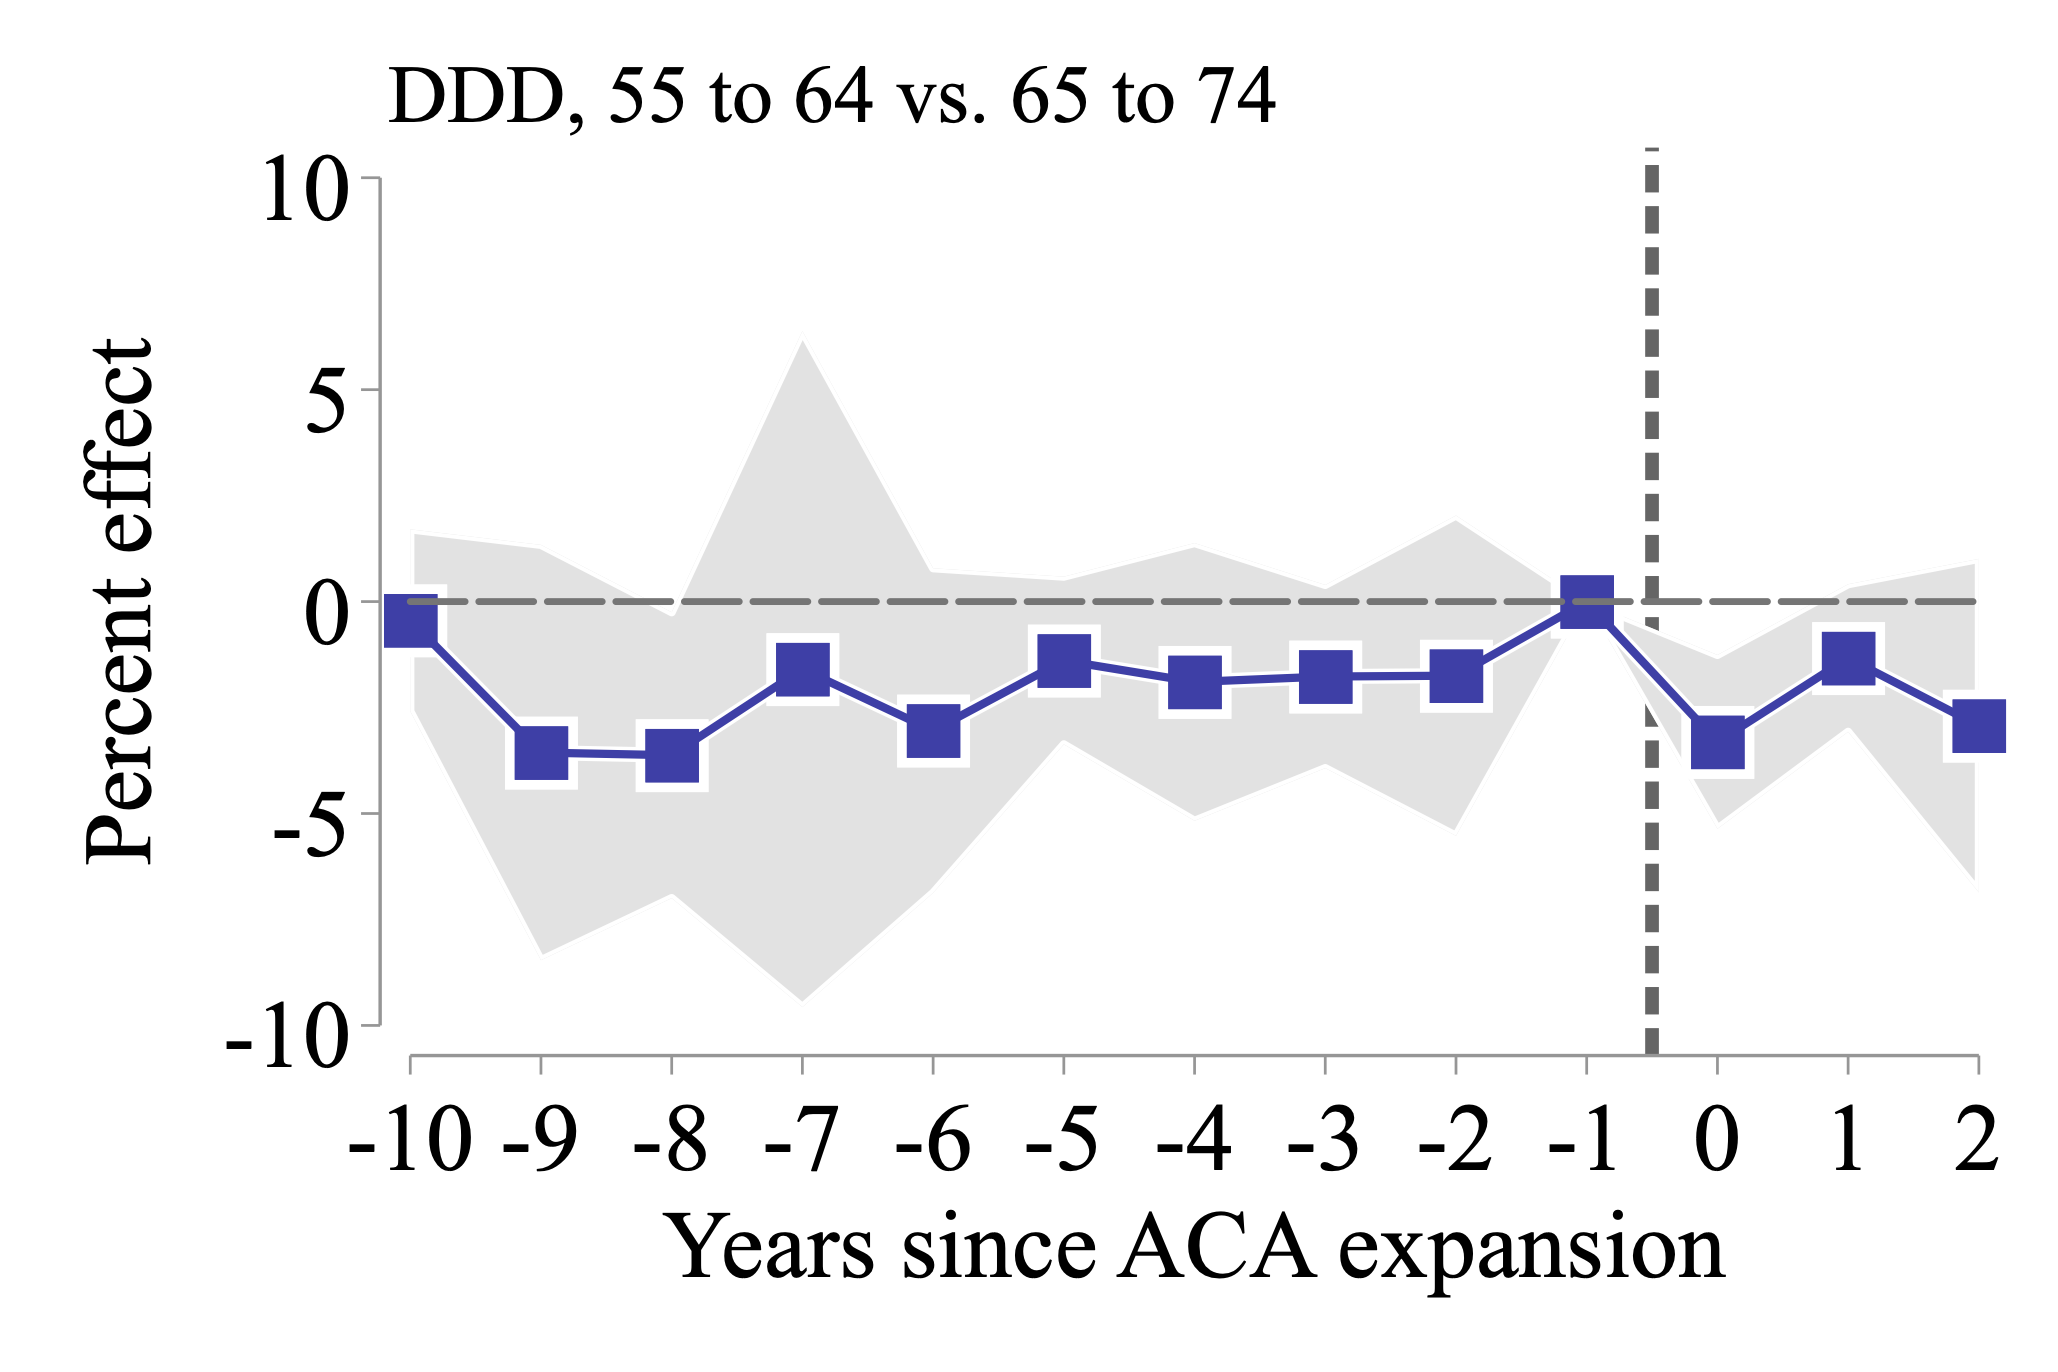 DDD, 55 to 64 vs. 65 to 74
Percent effect
10
5
0
-5
-10
-10 -9 -8 -7 -6 -5 -4 -3 -2 -1 0 1 2
Years since ACA expansion